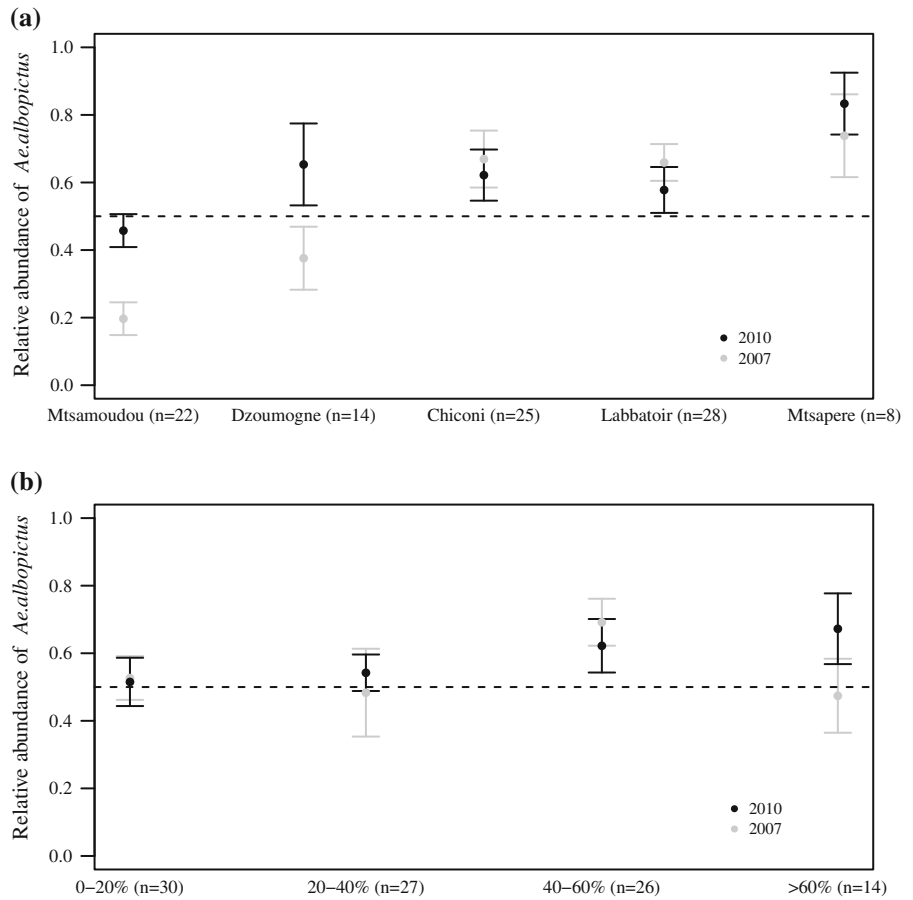 (a)
Relative abundance of Ae.albopictus
1.0
0.8
0.6
0.4
0.2
0.0
2010
2007
Mtsamoudou (n=22) Dzoumogne (n=14) Chiconi (n=25) Labbatoir (n=28) Mtsapere (n=8)
(b)
Relative abundance of Ae.albopictus
1.0
0.8
0.6
0.4
0.2
0.0
2010
2007
0−20% (n=30) 20−40% (n=27) 40−60% (n=26) >60% (n=14)